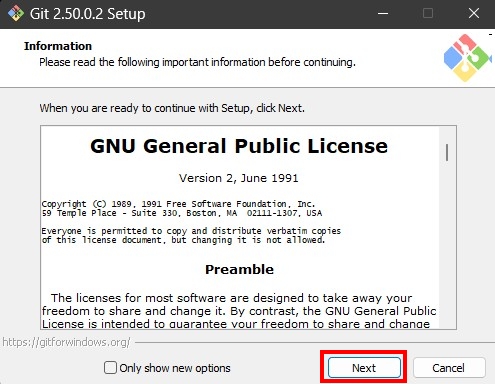 Git 2.50.0.2 Setup
Information
Please read the following important information before continuing.
When you are ready to continue with Setup, click Next.
GNU General Public License
Version 2, June 1991
Copyright (C) 1989, 1991 Free Software Foundation, Inc.
59 Temple Place - Suite 330, Boston, MA  02111-1307, USA
Everyone is permitted to copy and distribute verbatim copies
of this license document, but changing it is not allowed.
Preamble
The licenses for most software are designed to take away your
freedom to share and change it. By contrast, the GNU General Public
License is intended to guarantee your freedom to share and change
https://gitforwindows.org/
Only show new options
Next
Cancel